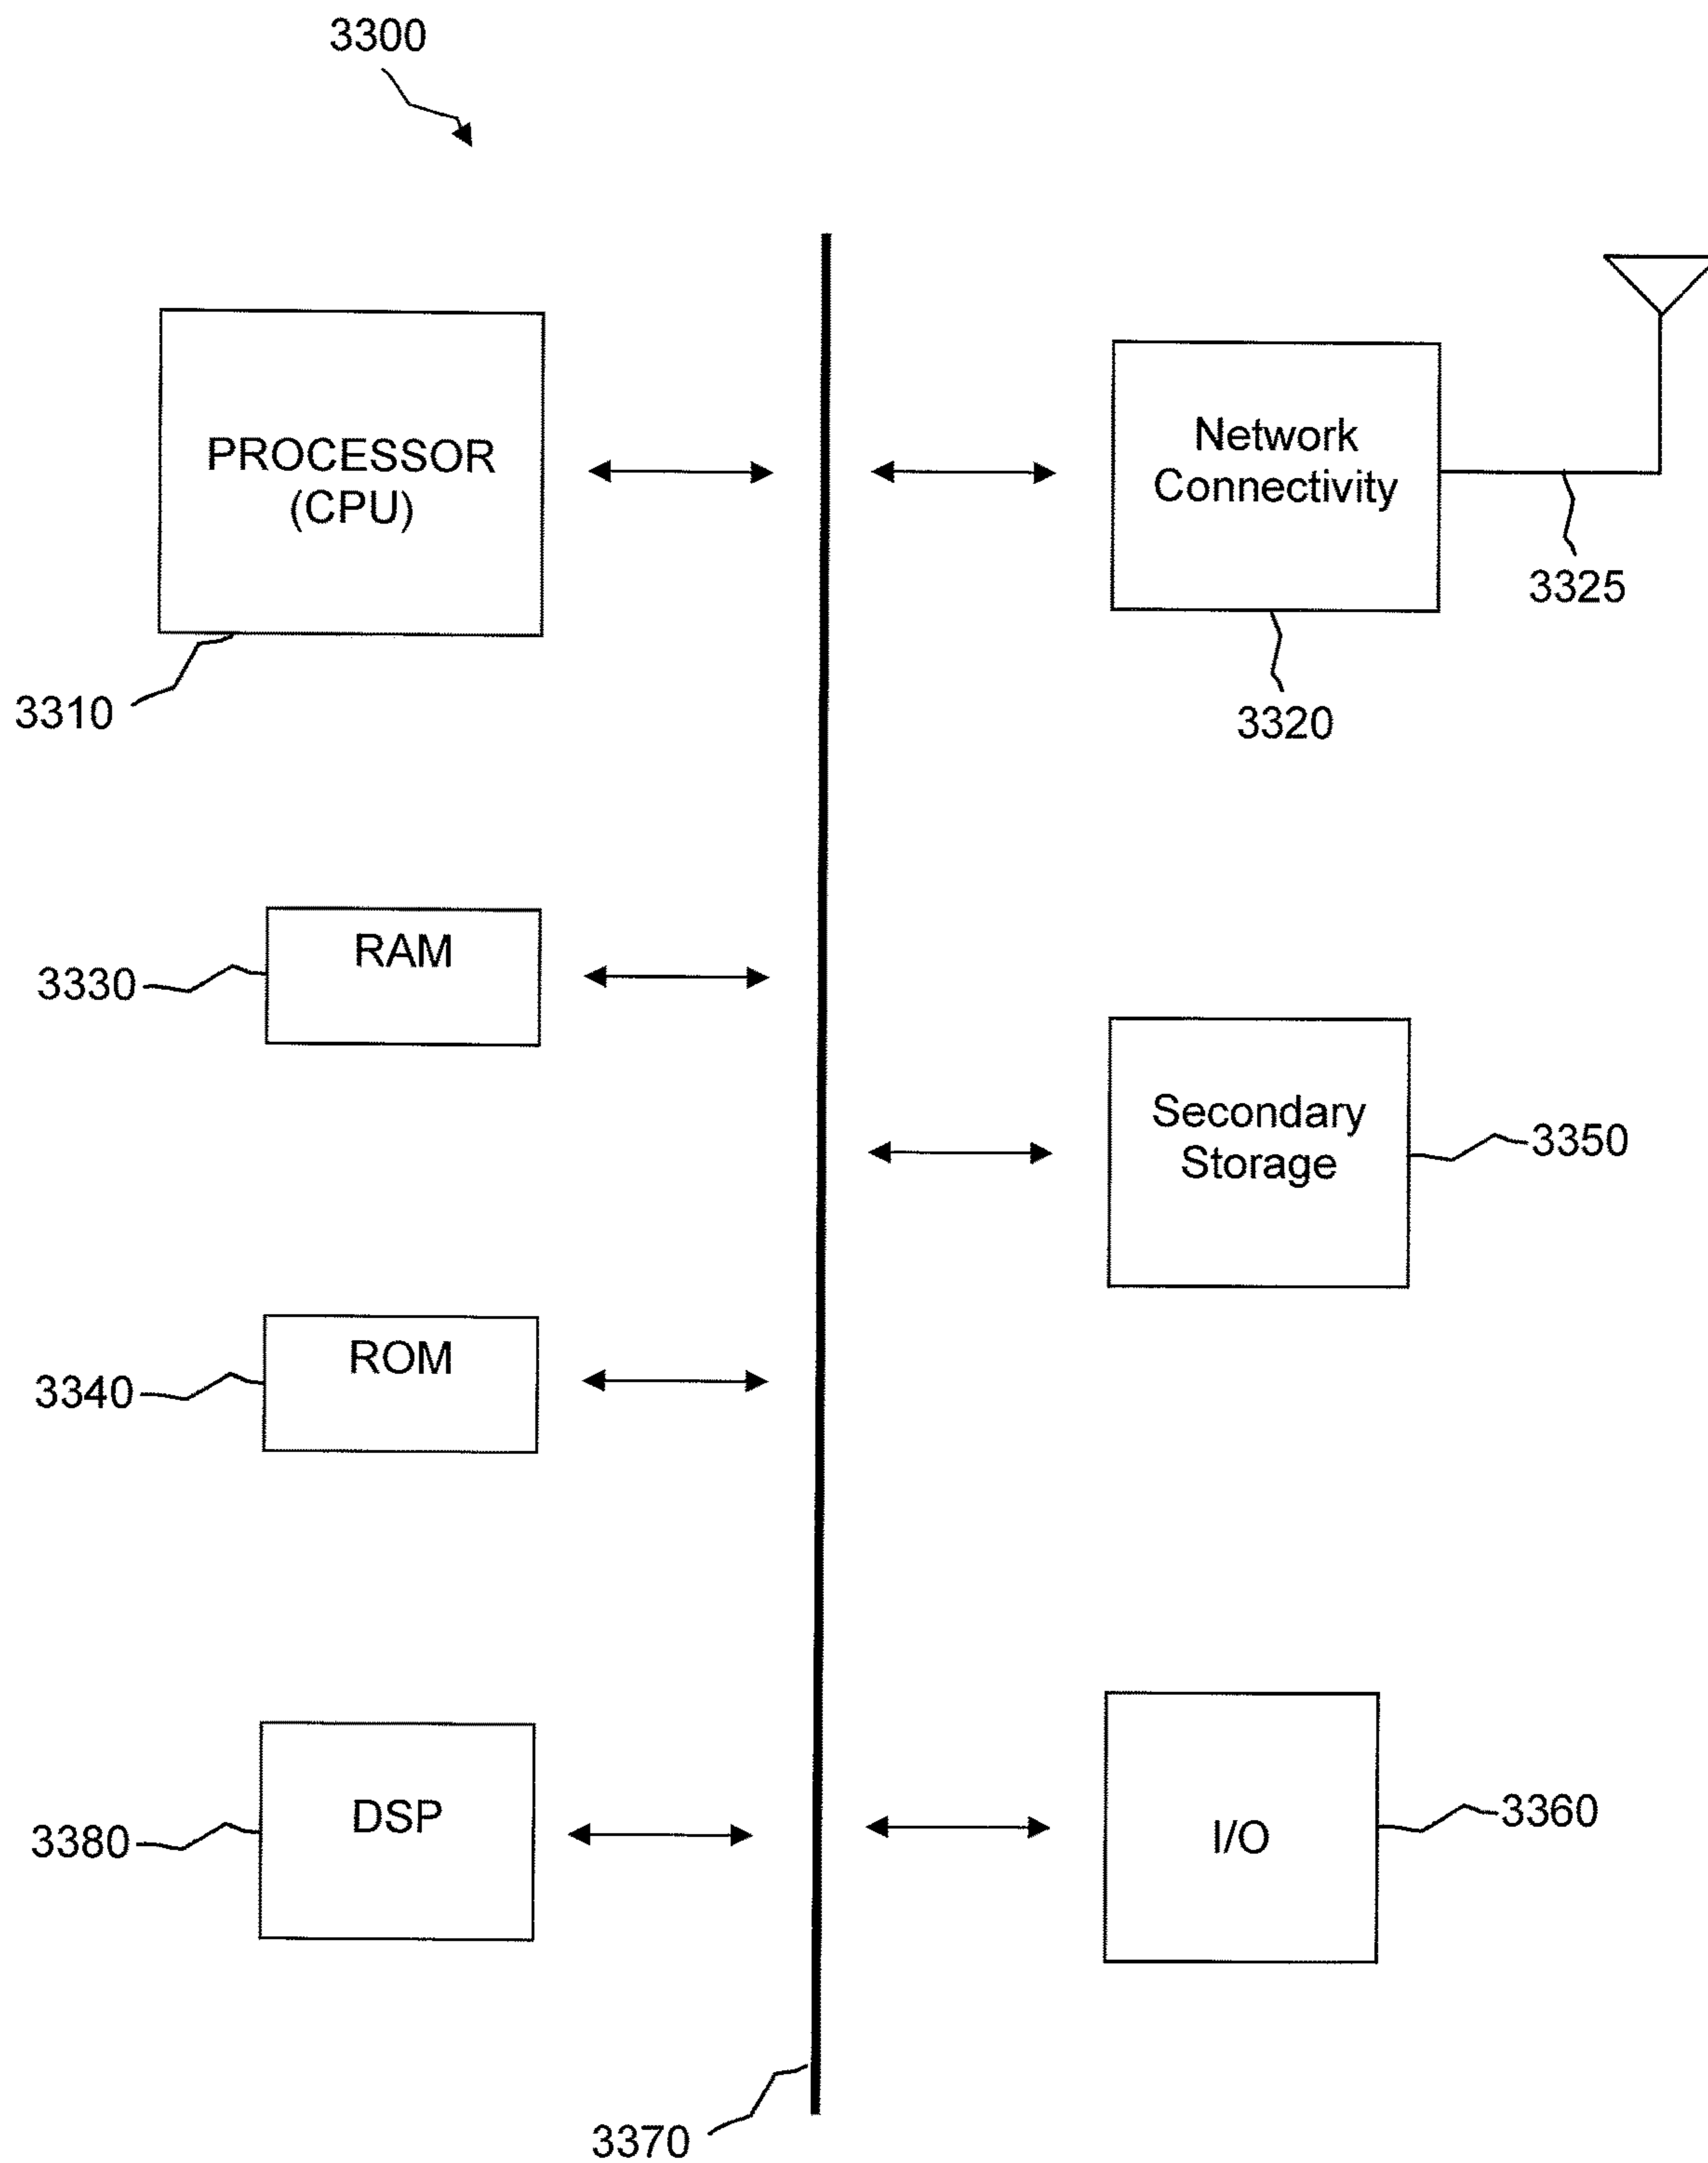 3300
PROCESSOR
(CPU)
3310
Network
Connectivity
3325
3320
RAM
3330
Secondary
Storage
3350
ROM
3340
DSP
3380
I/O
3360
3370